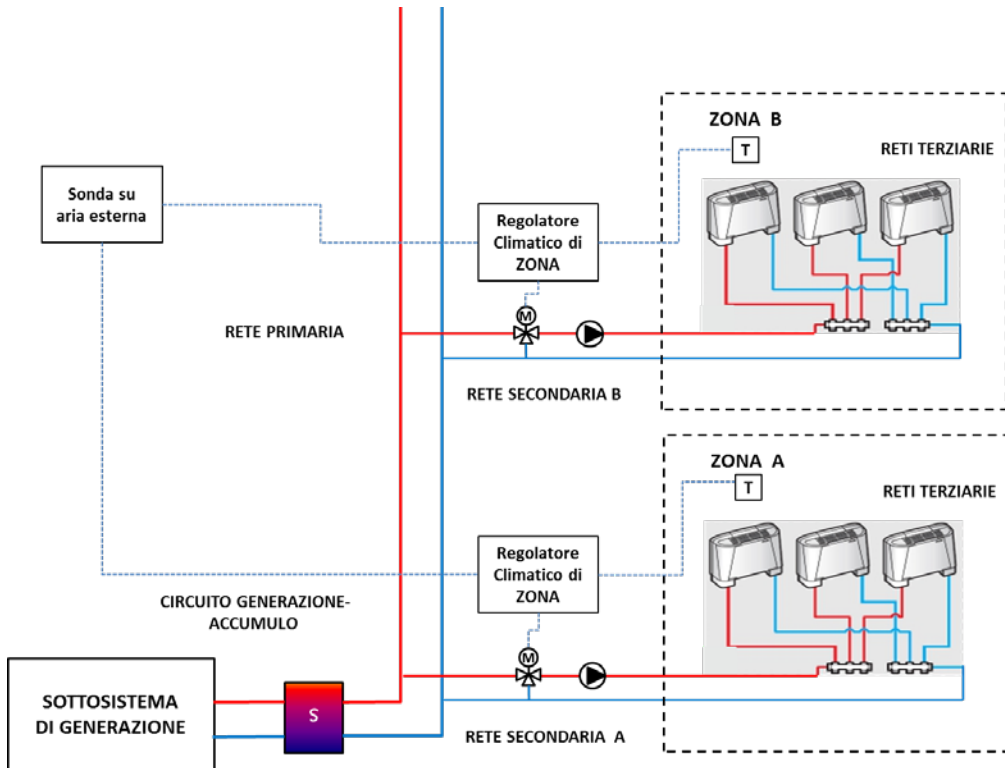 ZONA B
T
RETI TERZIARIE
Sonda su
aria esterna
Regolatore
Climatico di
ZONA
M
RETE PRIMARIA
RETE SECONDARIA B
ZONA A
T
RETI TERZIARIE
Regolatore
Climatico di
ZONA
M
CIRCUITO GENERAZIONE-
ACCUMULO
SOTTOSISTEMA
DI GENERAZIONE
S
RETE SECONDARIA A